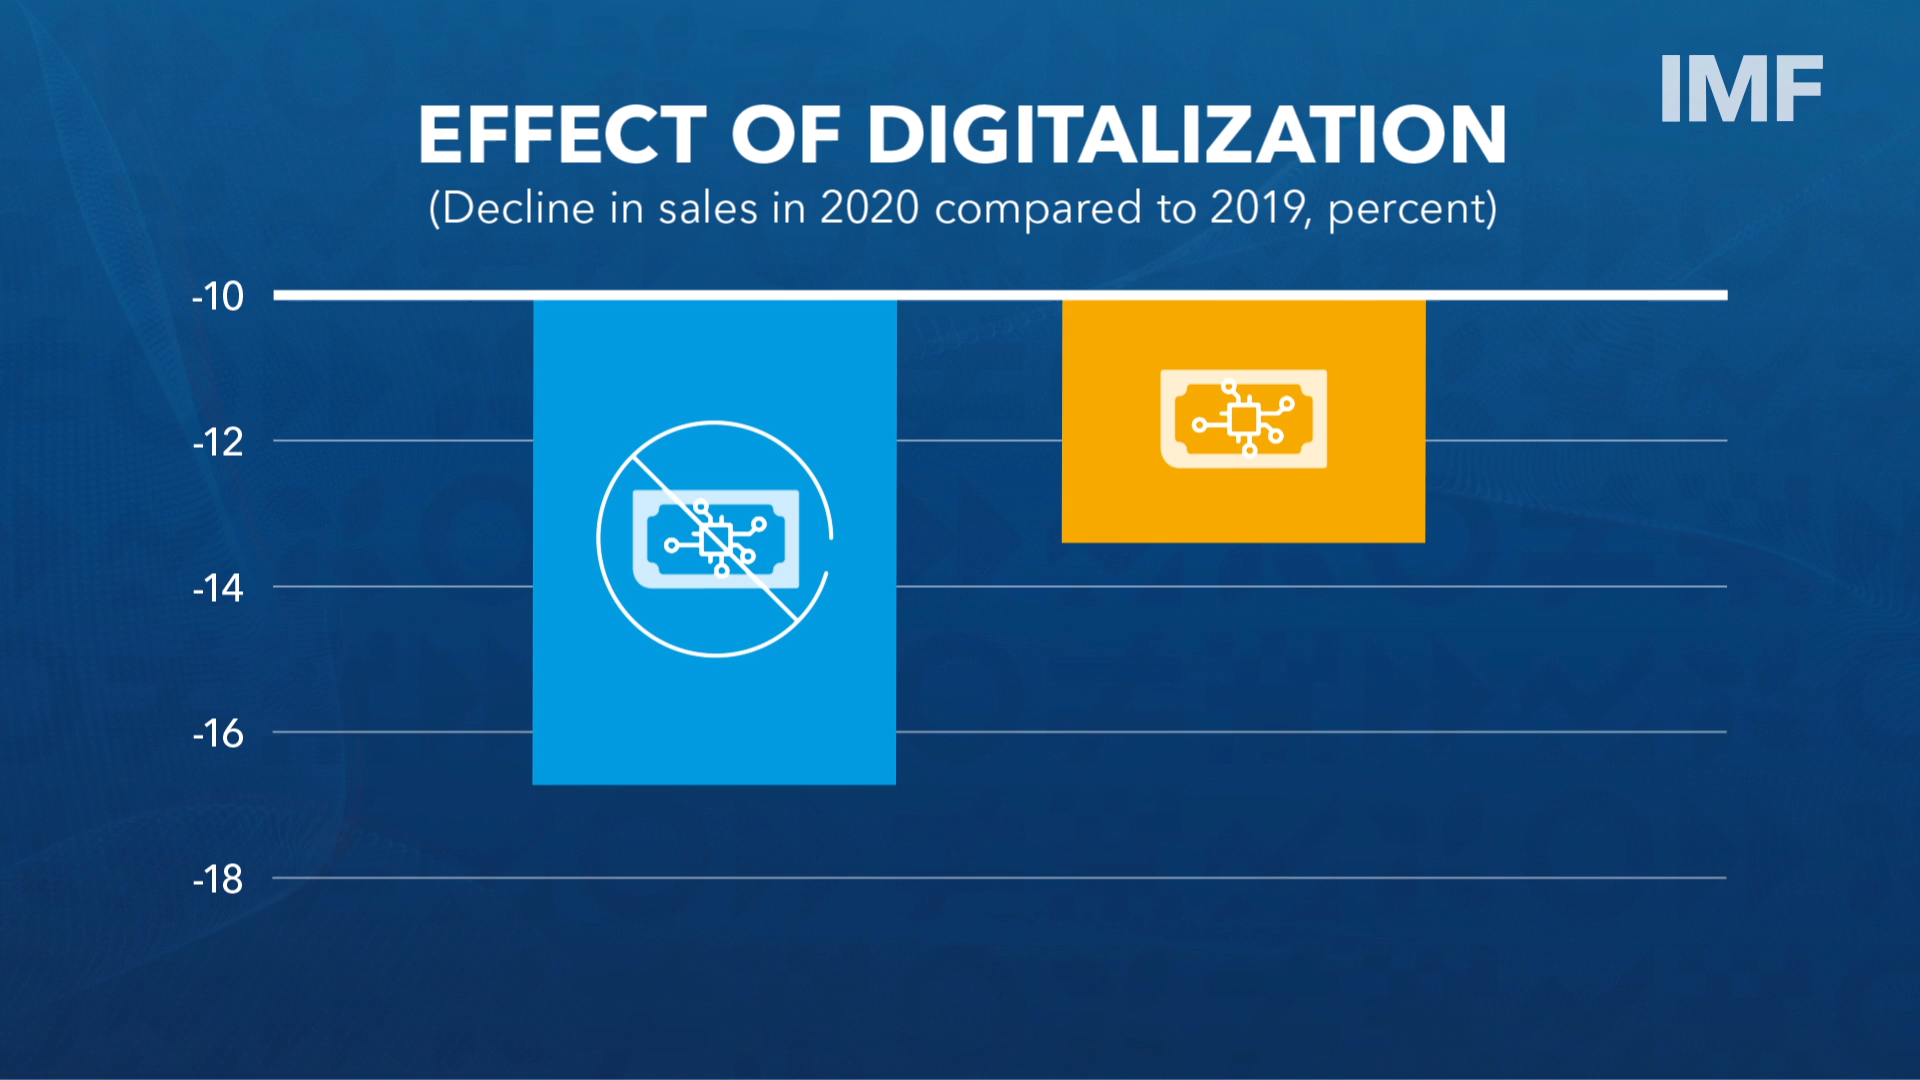 IMF
EFFECT OF DIGITALIZATION
(Decline in sales in 2020 compared to 2019, percent)
-10
-12
-14
-16
-18